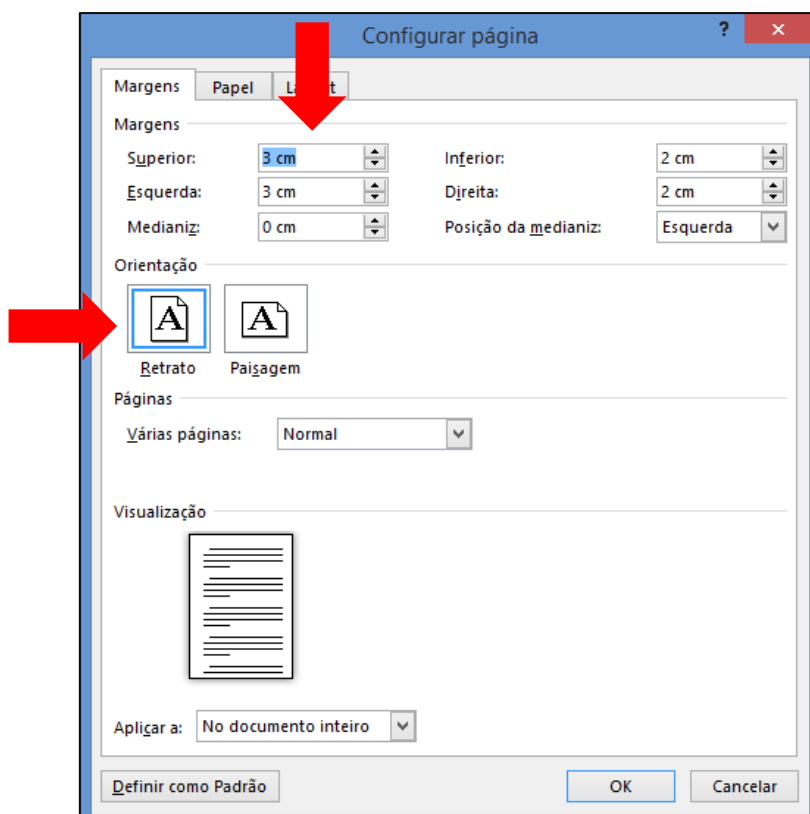 Configurar página ?
Margens Papel
Margens
Superior: 3 cm Inferior: 2 cm
Esquerda: 3 cm Direita: 2 cm
Medianiz: 0 cm Posição da medianiz: Esquerda
Orientação
A A
Retrato Paisagem
Páginas
Várias páginas: Normal
Visualização
Aplicar a: No documento inteiro
Definir como Padrão OK Cancelar